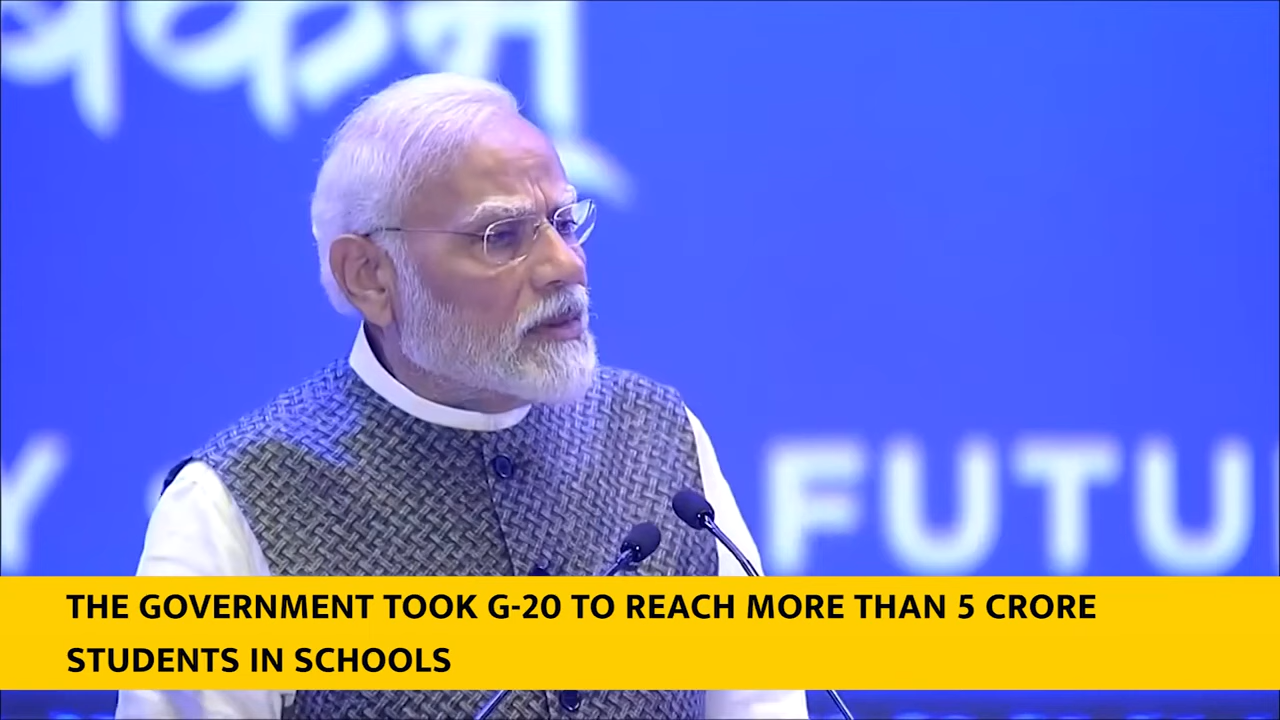 FUTU
THE GOVERNMENT TOOK G-20 TO REACH MORE THAN 5 CRORE
STUDENTS IN SCHOOLS